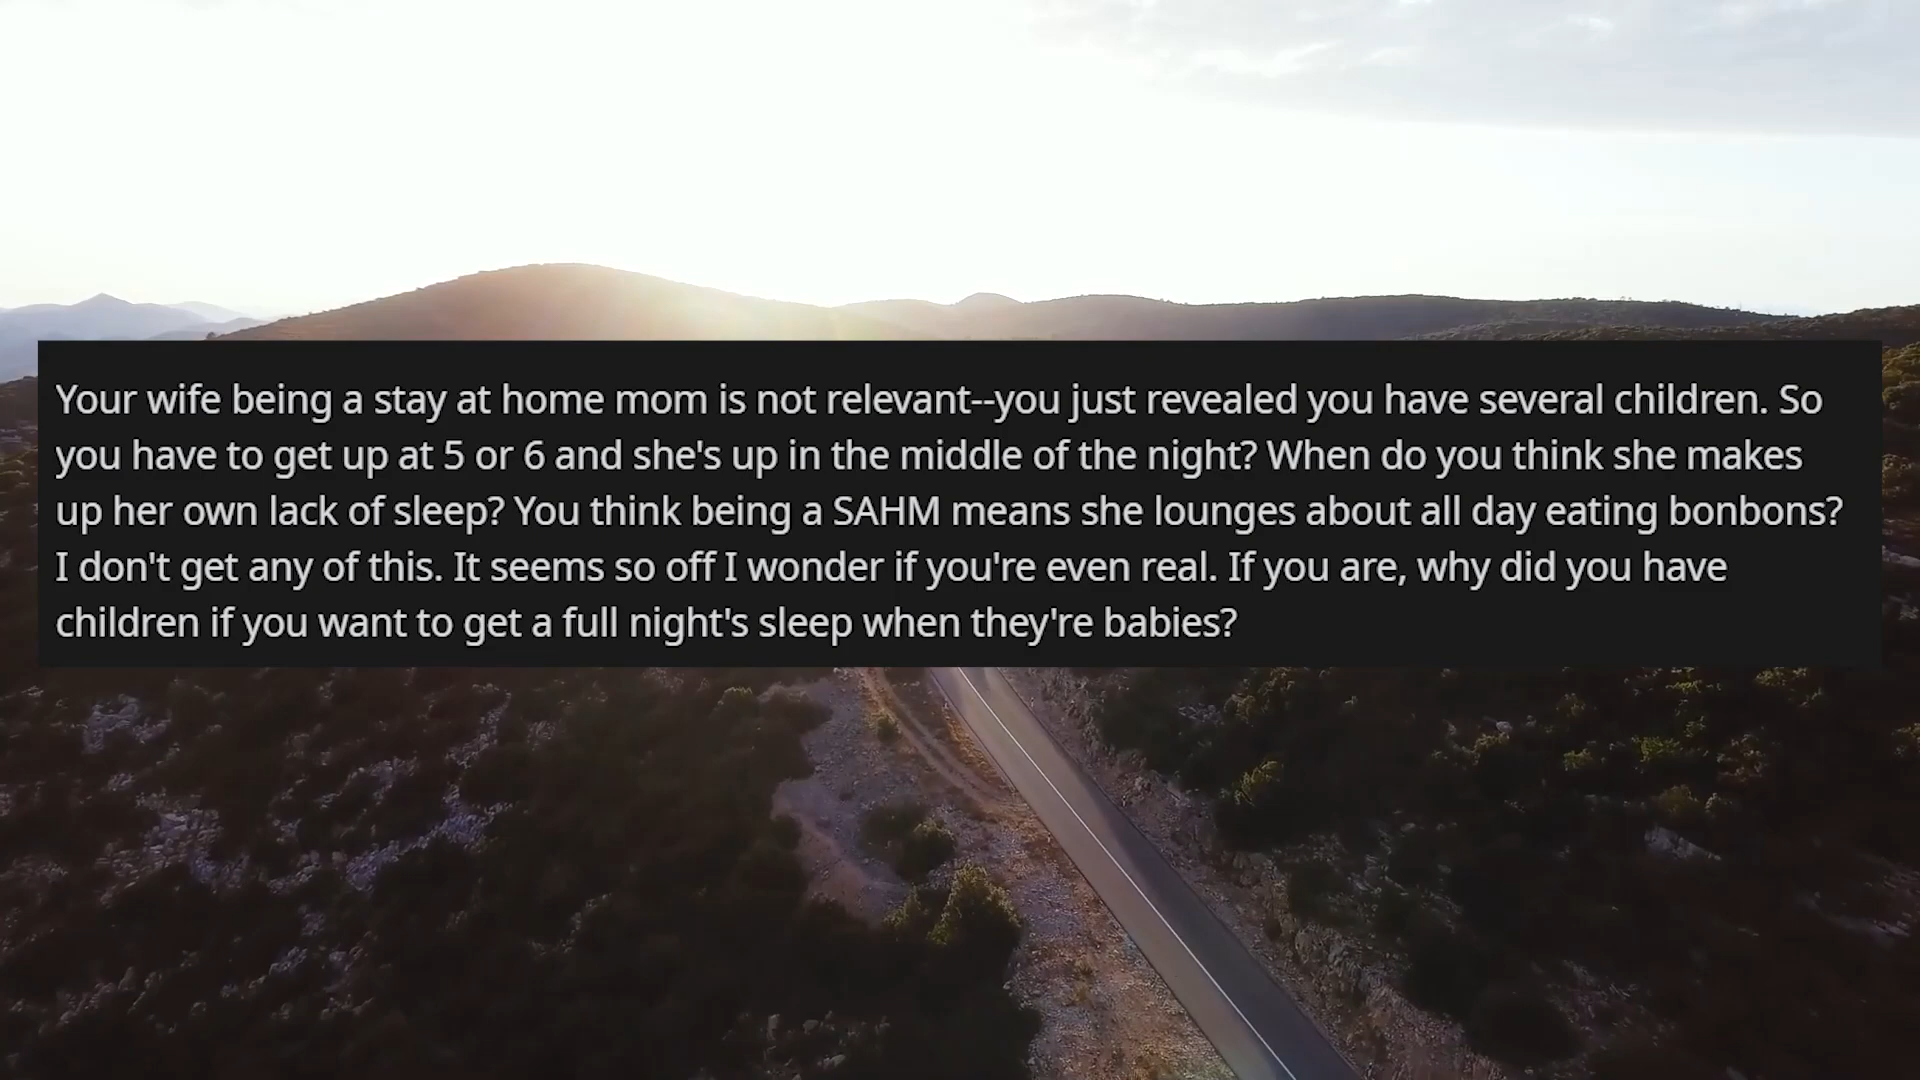 Your wife being a stay at home mom is not relevant--you just revealed you have several children. So
you have to get up at 5 or 6 and she's up in the middle of the night? When do you think she makes
up her own lack of sleep? You think being a SAHM means she lounges about all day eating bonbons?
I don't get any of this. It seems so off I wonder if you're even real. If you are, why did you have
children if you want to get a full night's sleep when they're babies?